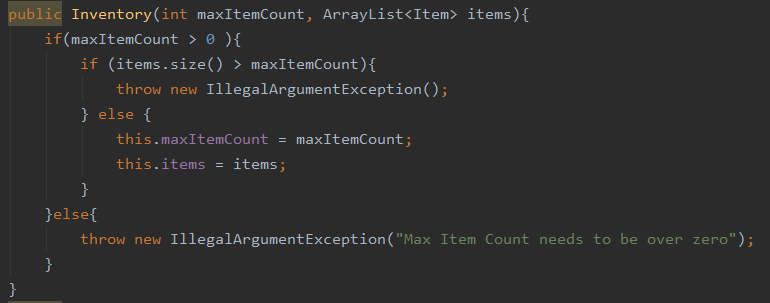 public Inventory(int maxItemCount, ArrayList<Item> items){
    if(maxItemCount > 0 ){
        if (items.size() > maxItemCount){
            throw new IllegalArgumentException();
        } else {
            this.maxItemCount = maxItemCount;
            this.items = items;
        }
    }else{
        throw new IllegalArgumentException("Max Item Count needs to be over zero");
    }
}